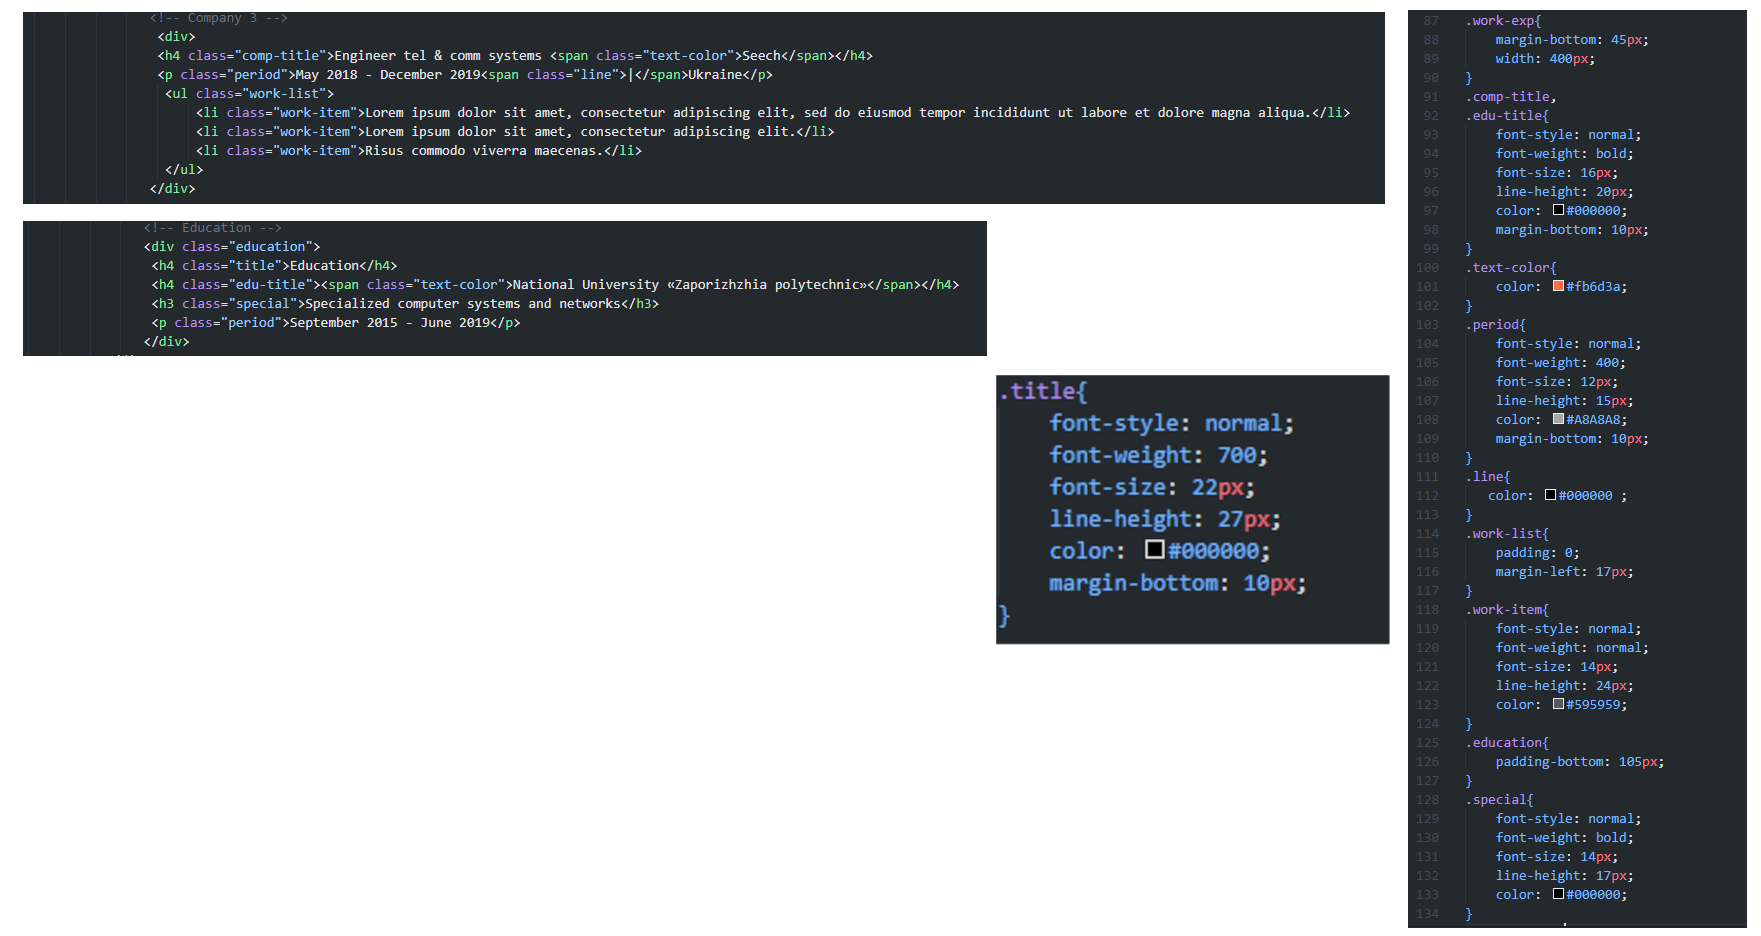 <!-- Company 3 -->
<div>
<h4 class="comp-title">Engineer tel & comm systems <span class="text-color">Seech</span></h4>
<p class="period">May 2018 - December 2019<span class="line">|</span>Ukraine</p>
<ul class="work-list">
<li class="work-item">Lorem ipsum dolor sit amet, consectetur adipiscing elit, sed do eiusmod tempor incididunt ut labore et dolore magna aliqua.</li>
<li class="work-item">Lorem ipsum dolor sit amet, consectetur adipiscing elit.</li>
<li class="work-item">Risus commodo viverra maecenas.</li>
</ul>
</div>
<!-- Education -->
<div class="education">
<h4 class="title">Education</h4>
<h4 class="edu-title"><span class="text-color">National University «Zaporizhzhia polytechnic»</span></h4>
<h3 class="special">Specialized computer systems and networks</h3>
<p class="period">September 2015 - June 2019</p>
</div>
.title{
font-style: normal;
font-weight: 700;
font-size: 22px;
line-height: 27px;
color: #000000;
margin-bottom: 10px;
}
87 .work-exp{
88 margin-bottom: 45px;
89 width: 400px;
90 }
91 .comp-title,
92 .edu-title{
93 font-style: normal;
94 font-weight: bold;
95 font-size: 16px;
96 line-height: 20px;
97 color: #000000;
98 margin-bottom: 10px;
99 }
100 .text-color{
101 color: #fb6d3a;
102 }
103 .period{
104 font-style: normal;
105 font-weight: 400;
106 font-size: 12px;
107 line-height: 15px;
108 color: #A8A8A8;
109 margin-bottom: 10px;
110 }
111 .line{
112 color: #000000 ;
113 }
114 .work-list{
115 padding: 0;
116 margin-left: 17px;
117 }
118 .work-item{
119 font-style: normal;
120 font-weight: normal;
121 font-size: 14px;
122 line-height: 24px;
123 color: #595959;
124 }
125 .education{
126 padding-bottom: 105px;
127 }
128 .special{
129 font-style: normal;
130 font-weight: bold;
131 font-size: 14px;
132 line-height: 17px;
133 color: #000000;
134 }